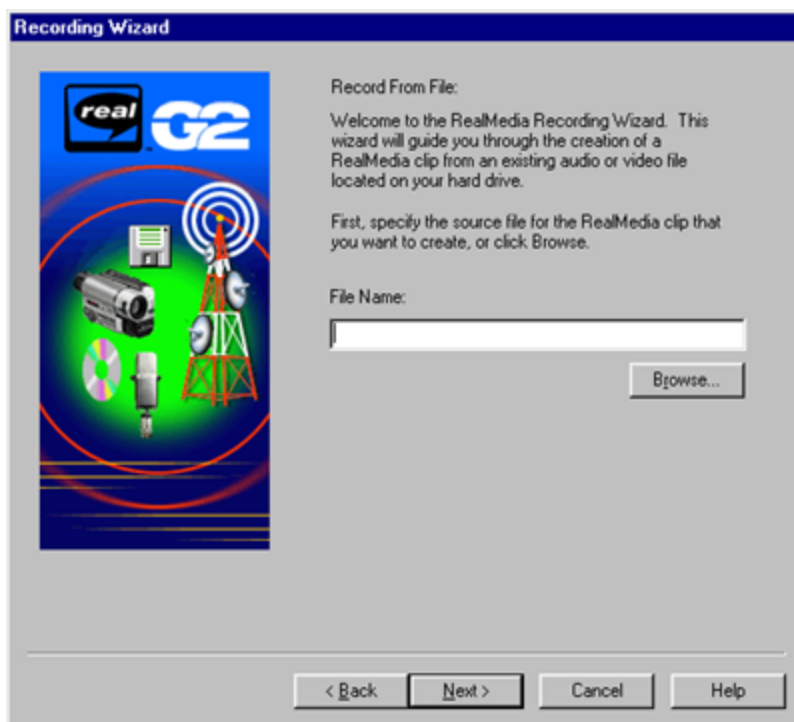 Recording Wizard
real
G2
Record From File:
Welcome to the RealMedia Recording Wizard. This
wizard will guide you through the creation of a
RealMedia clip from an existing audio or video file
located on your hard drive.
First, specify the source file for the RealMedia clip that
you want to create, or click Browse.
File Name:
Browse...
< Back
Next >
Cancel
Help